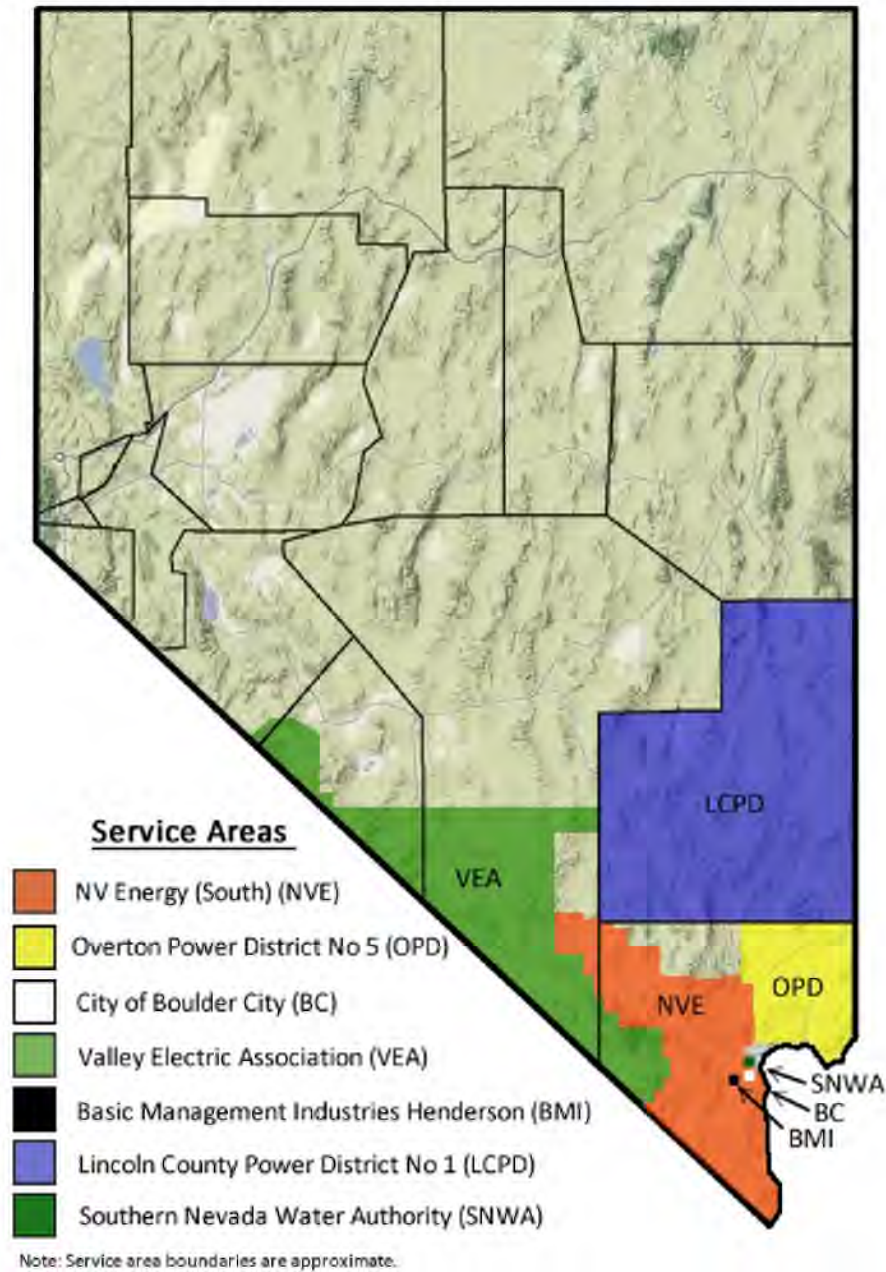 LCPD
VEA
OPD
NVE
SNWA
BC
BMI
Service Areas
NV Energy (South) (NVE)
Overton Power District No 5 (OPD)
City of Boulder City (BC)
Valley Electric Association (VEA)
Basic Management Industries Henderson (BMI)
Lincoln County Power District No 1 (LCPD)
Southern Nevada Water Authority (SNWA)
Note: Service area boundaries are approximate.